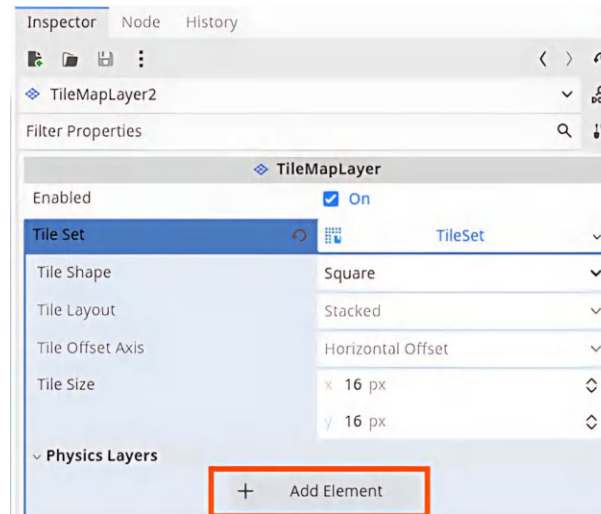 Inspector Node History
TileMapLayer2
Filter Properties
TileMapLayer
Enabled On
Tile Set TileSet
Tile Shape Square
Tile Layout Stacked
Tile Offset Axis Horizontal Offset
Tile Size x 16 px
y 16 px
Physics Layers
+ Add Element